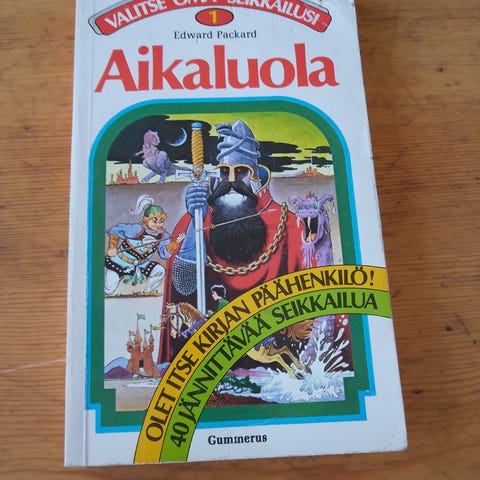 VALITSE OMA SEIKKAILUSI
1
Edward Packard
Aikaluola
OLET ITSE KIRJAN PÄÄHENKILÖ!
40 JÄNNITTÄVÄÄ SEIKKAILUA
Gummerus